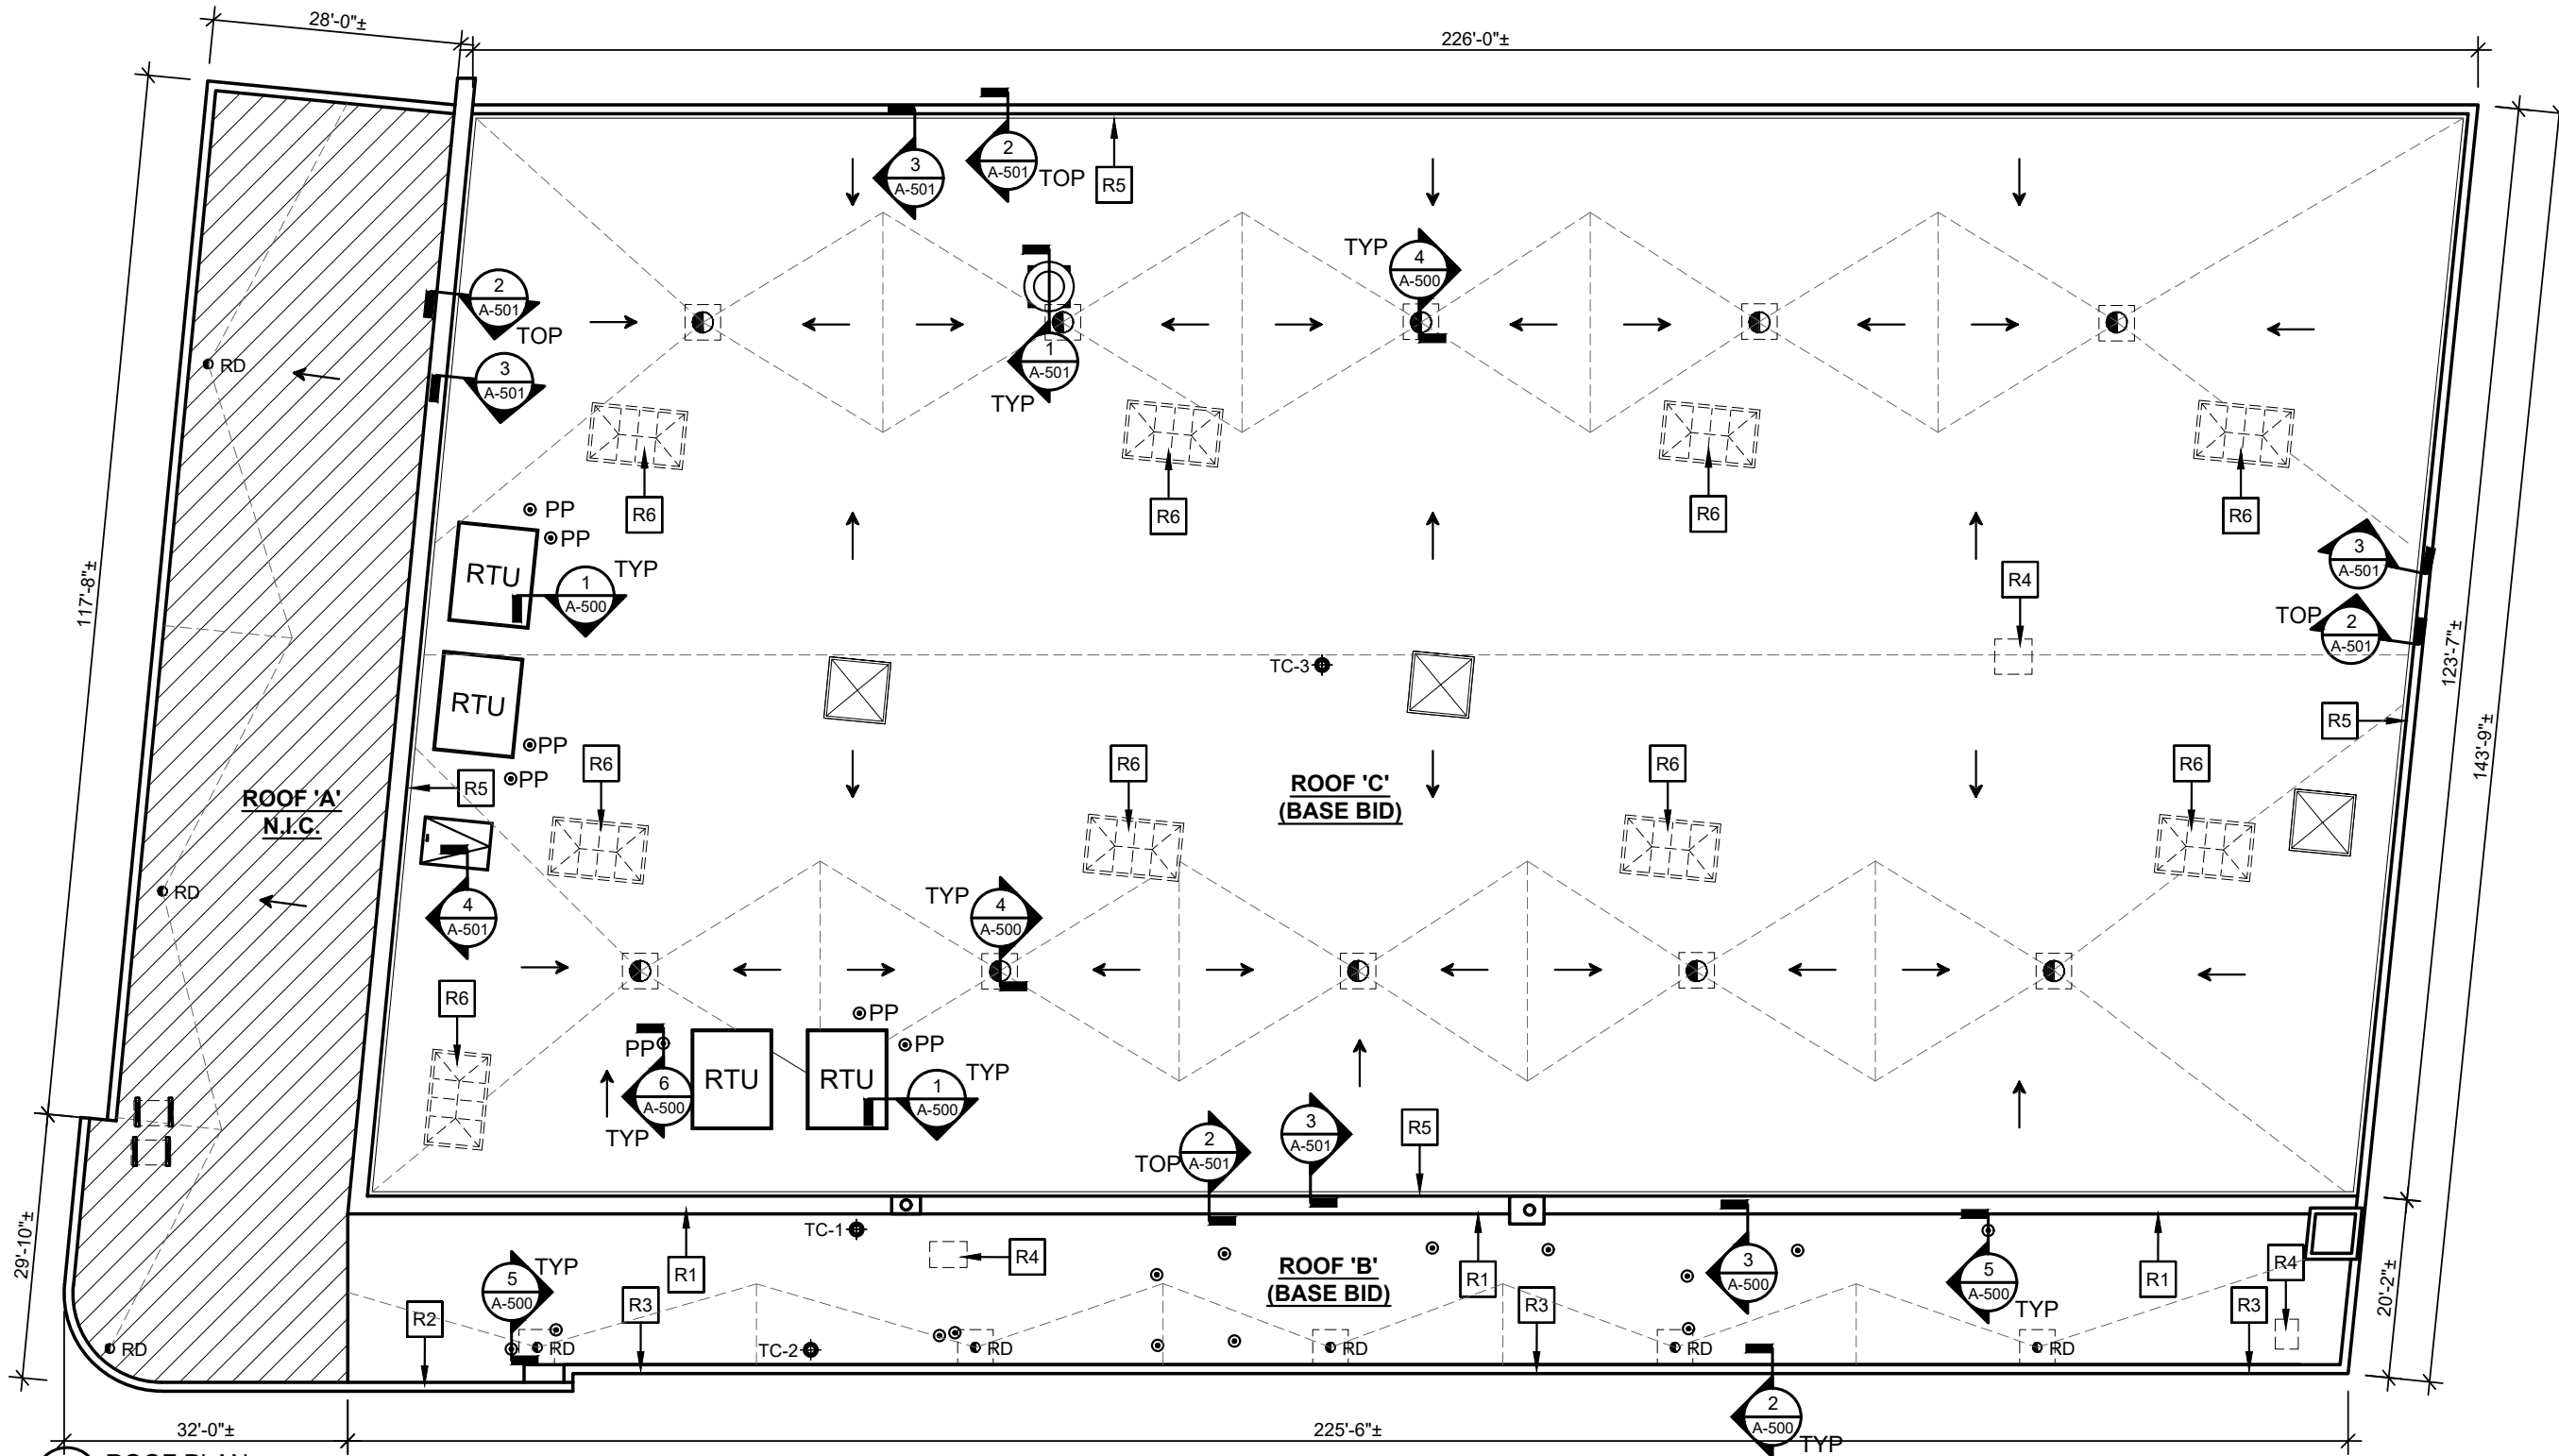 28'-0"±
226'-0"±
2
A-501
TOP
3
A-501
R5
TYP
4
A-500
2
A-501
TOP
RD
3
A-501
1
A-501
TYP
R6
R6
R6
R6
PP
PP
RTU
1
A-500
TYP
117'-8"±
3
A-501
R4
TOP
2
A-501
123'-7"±
TC-3
RTU
R5
143'-9"±
PP
PP
R6
R6
R6
R6
R5
ROOF 'A'
N.I.C.
ROOF 'C'
(BASE BID)
RD
4
A-501
TYP
4
A-500
R6
PP
PP
PP
RTU
RTU
6
A-500
TYP
1
A-500
TYP
2
A-501
TOP
3
A-501
R5
29'-10"±
TC-1
R4
R1
ROOF 'B'
(BASE BID)
R1
3
A-500
5
A-500
TYP
R1
R4
20'-2"±
5
A-500
TYP
R2
R3
R3
R3
RD
RD
TC-2
RD
RD
RD
RD
2
A-500
TYP
32'-0"±
225'-6"±
ROOF PLAN